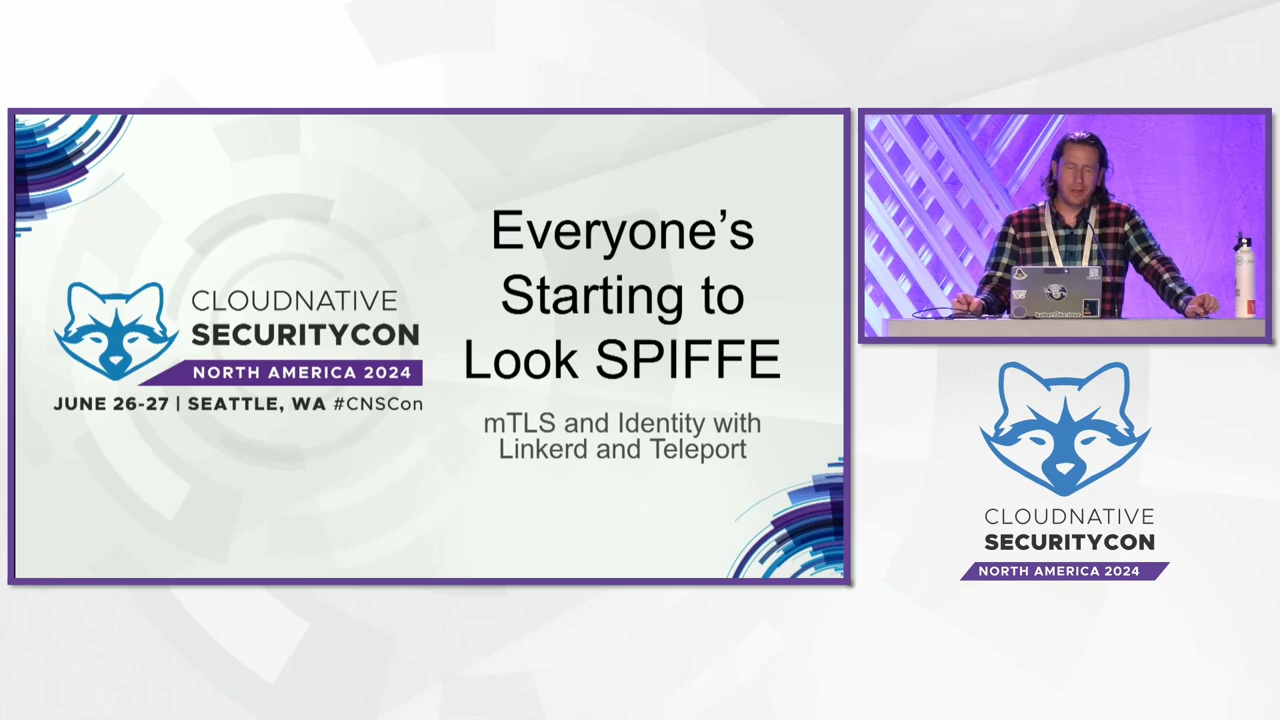 CLOUDNATIVE
SECURITYCON
NORTH AMERICA 2024
JUNE 26-27 | SEATTLE, WA #CNSCon
Everyone's
Starting to
Look SPIFFE
mTLS and Identity with
Linkerd and Teleport
CLOUDNATIVE
SECURITYCON
NORTH AMERICA 2024